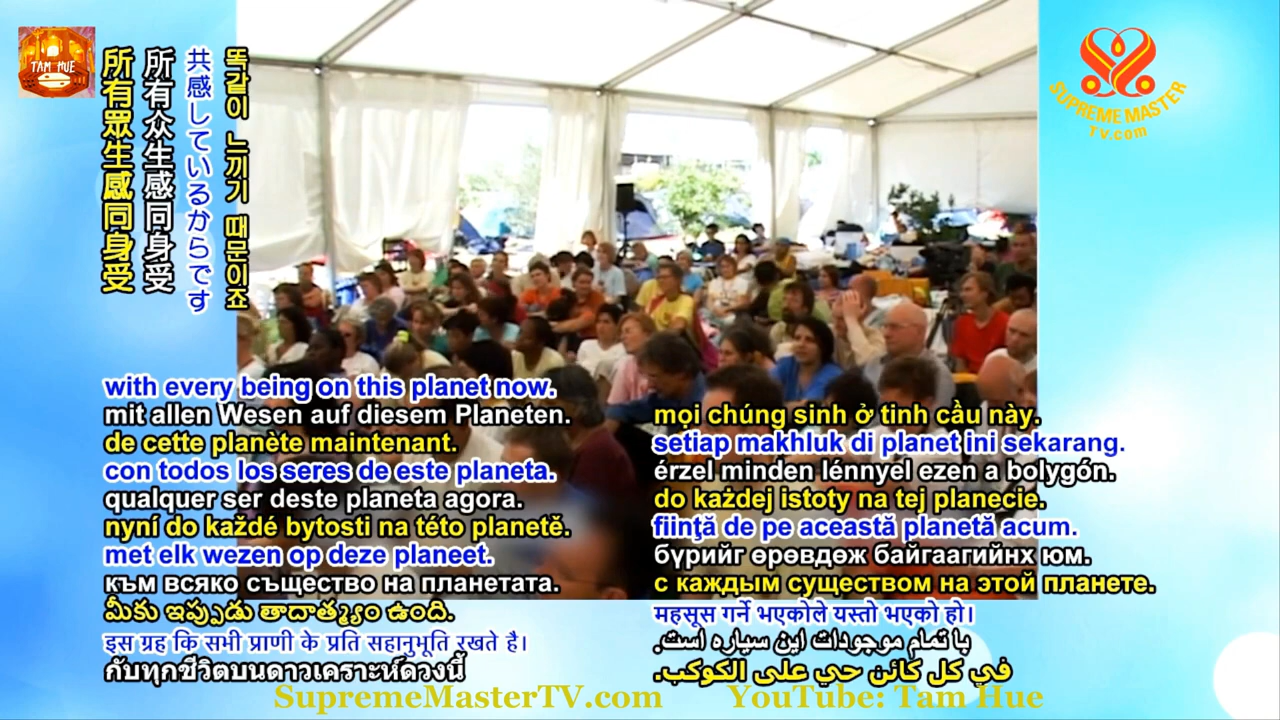 TAM HUE
所有眾生感同身受
所有众生感同身受
共感しているからです
똑같이 느끼기 때문이죠
SUPREME MASTER
TV.com
with every being on this planet now.
mit allen Wesen auf diesem Planeten.
de cette planète maintenant.
con todos los seres de este planeta.
qualquer ser deste planeta agora.
nyní do každé bytosti na této planetě.
met elk wezen op deze planeet.
към всяко същество на планетата.
మీకు ఇప్పుడు తాదాత్మ్యం ఉంది.
इस ग्रह कि सभी प्राणी के प्रति सहानुभूति रखते है।
กับทุกชีวิตบนดาวเคราะห์ดวงนี้
mọi chúng sinh ở tinh cầu này.
setiap makhluk di planet ini sekarang.
érzel minden lénnyel ezen a bolygón.
do każdej istoty na tej planecie.
fiinţă de pe această planetă acum.
бүрийг өрөвдөж байгаагийнх юм.
с каждым существом на этой планете.
महसूस गर्ने भएकोले यस्तो भएको हो।
با تمام موجودات این سیاره است.
في كل كائن حي على الكوكب.
SupremeMasterTV.com
YouTube: Tam Hue